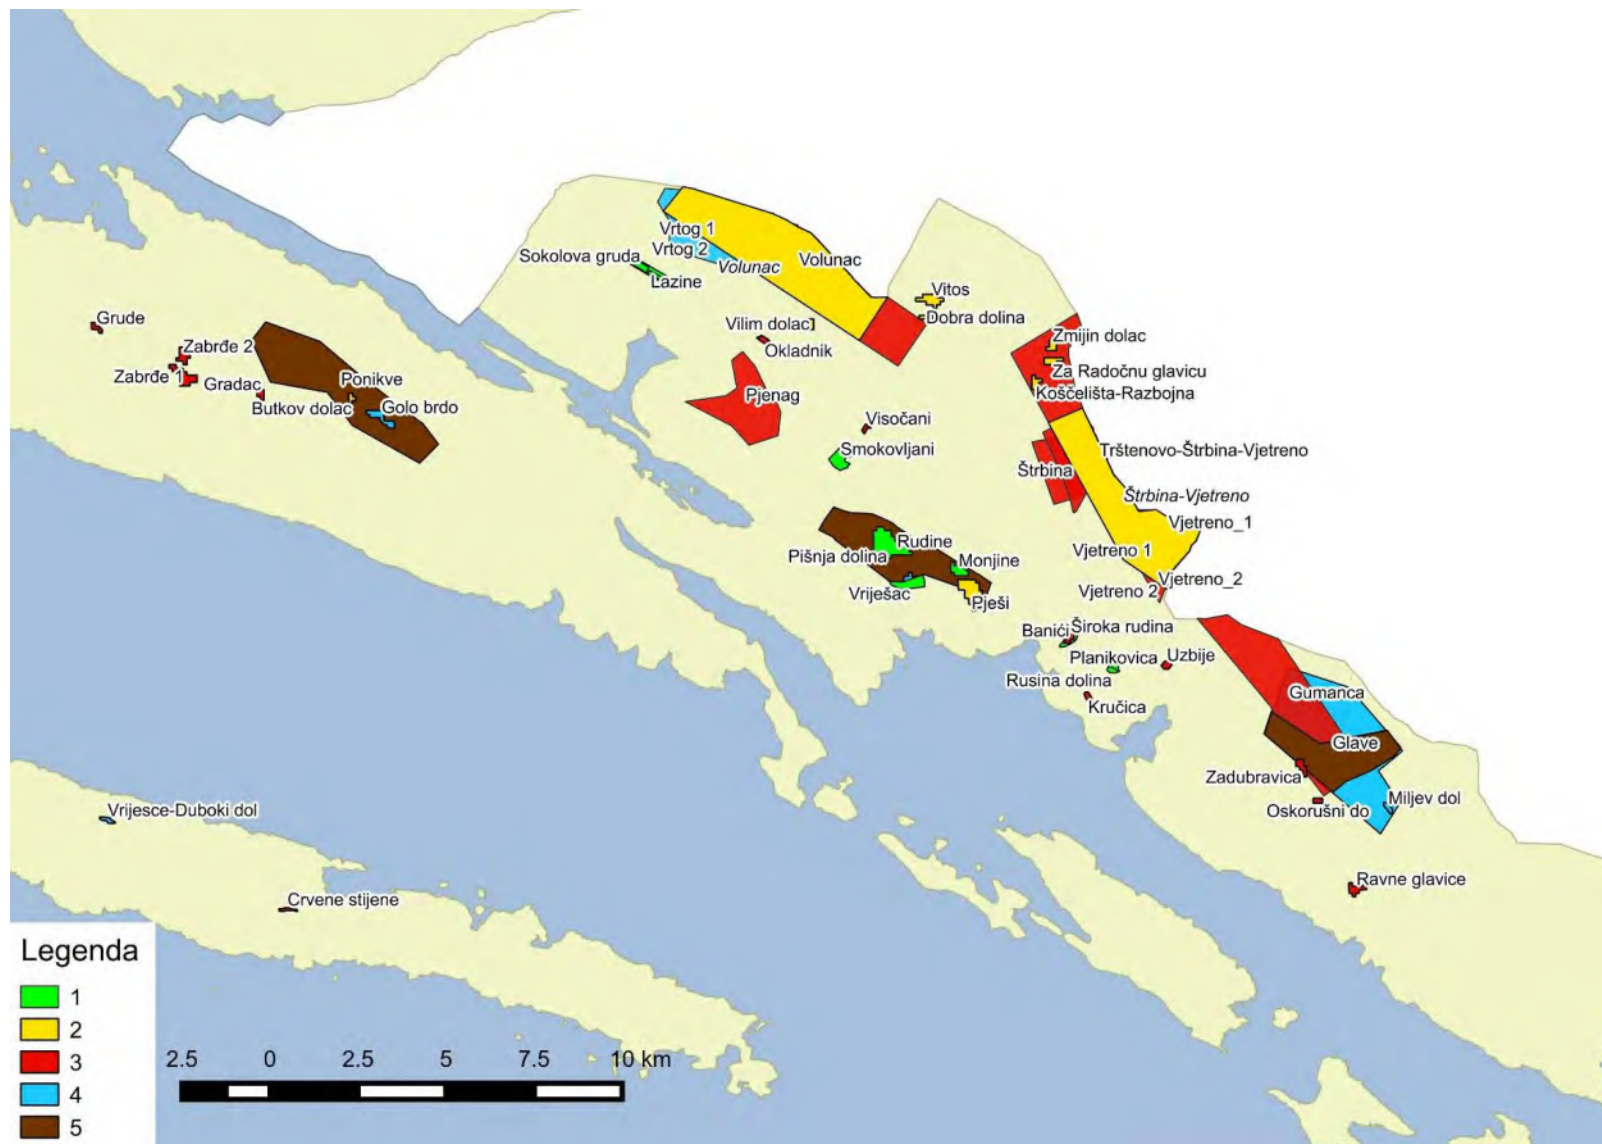 Vrtog 1
Vrtog 2
Sokolova gruda
Volunac
Volunac
Lazine
Vitos
Dobra dolina
Grude
Vilim dolac
Okladnik
Zmijin dolac
Zabrđe 2
Za Radočnu glavicu
Zabrđe 1
Gradac
Ponikve
Koščelišta-Razbojna
Butkov dolac
Golo brdo
Pjenag
Visočani
Smokovljani
Trštenovo-Štrbina-Vjetreno
Štrbina
Štrbina-Vjetreno
Vjetreno_1
Rudine
Pišnja dolina
Monjine
Vjetreno 1
Vriješac
Pješi
Vjetreno 2
Vjetreno_2
Banići
Široka rudina
Planikovica
Uzbije
Rusina dolina
Kručica
Gumanca
Glave
Zadubravica
Oskorušni do
Miljev dol
Vrijesce-Duboki dol
Ravne glavice
Crvene stijene
Legenda
1
2
3
4
5
2.5 0 2.5 5 7.5 10 km